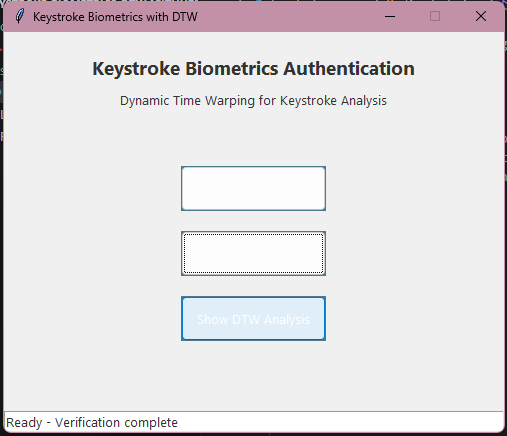 Keystroke Biometrics with DTW
Keystroke Biometrics Authentication
Dynamic Time Warping for Keystroke Analysis
Show DTW Analysis
Ready - Verification complete